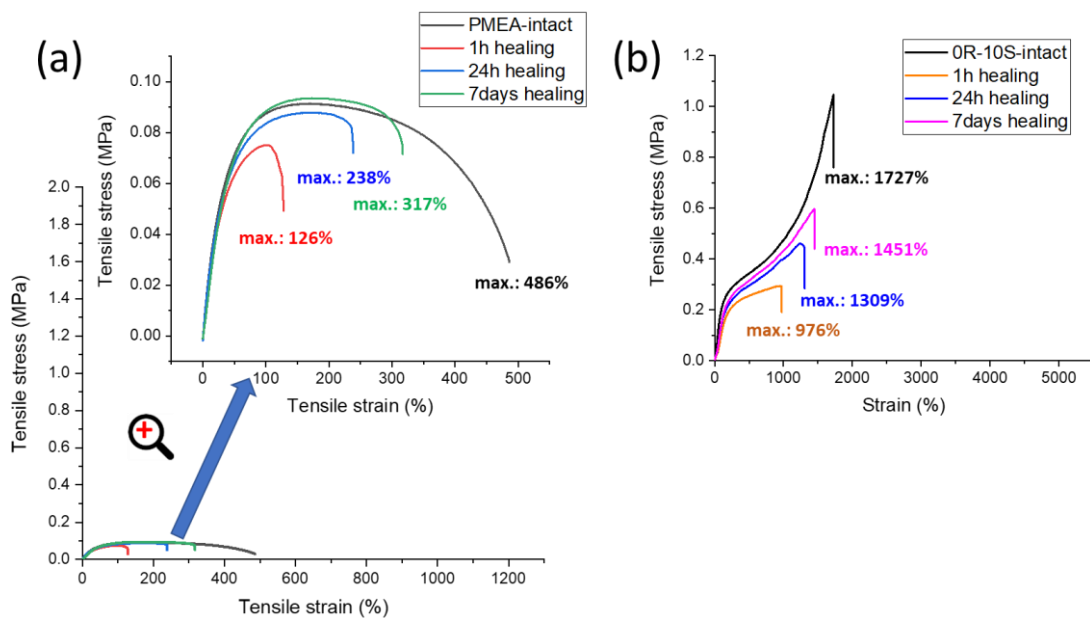 (a)
PMEA-intact
1h healing
24h healing
7days healing
0.10
0.08
0.06
0.04
0.02
0.00
Tensile stress (MPa)
max.: 238%
max.: 317%
max.: 126%
max.: 486%
0 100 200 300 400 500
Tensile strain (%)
2.0
1.8
1.6
1.4
1.2
1.0
0.8
0.6
0.4
0.2
0.0
Tensile stress (MPa)
0 200 400 600 800 1000 1200
Tensile strain (%)
(b)
0R-10S-intact
1h healing
24h healing
7days healing
1.2
1.0
0.8
0.6
0.4
0.2
0.0
Tensile stress (MPa)
max.: 1727%
max.: 1451%
max.: 1309%
max.: 976%
0 1000 2000 3000 4000 5000
Strain (%)